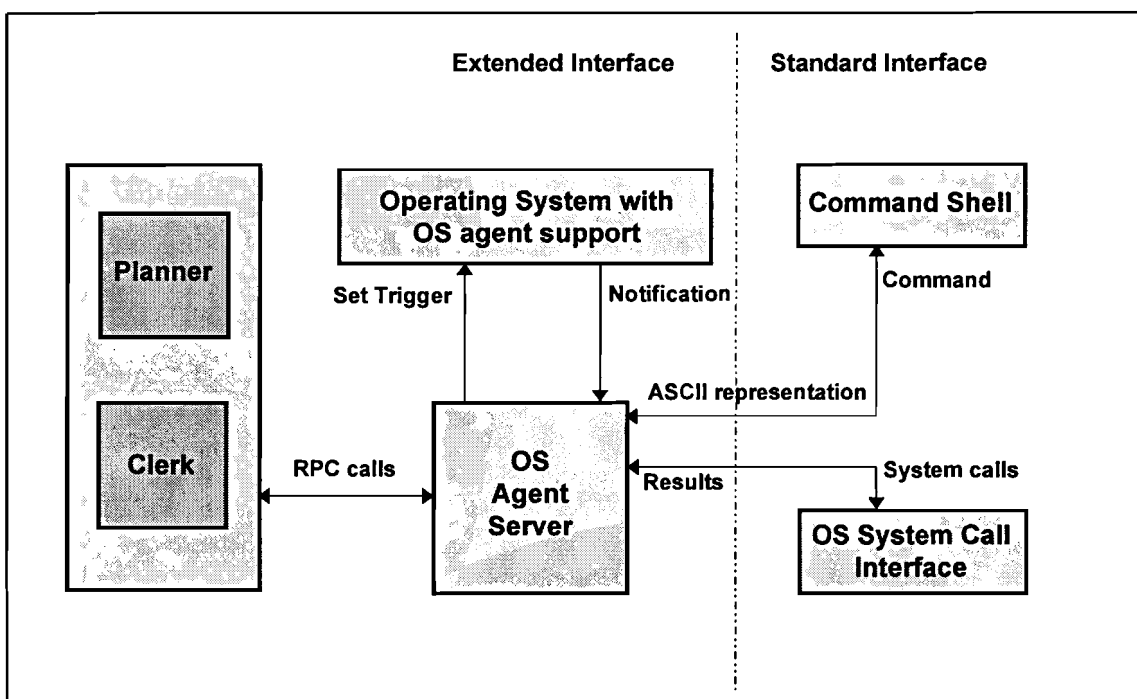 Extended Interface
Standard Interface
Operating System with
OS agent support
Command Shell
Planner
Set Trigger
Notification
Command
ASCII representation
Clerk
RPC calls
OS
Agent
Server
Results
System calls
OS System Call
Interface